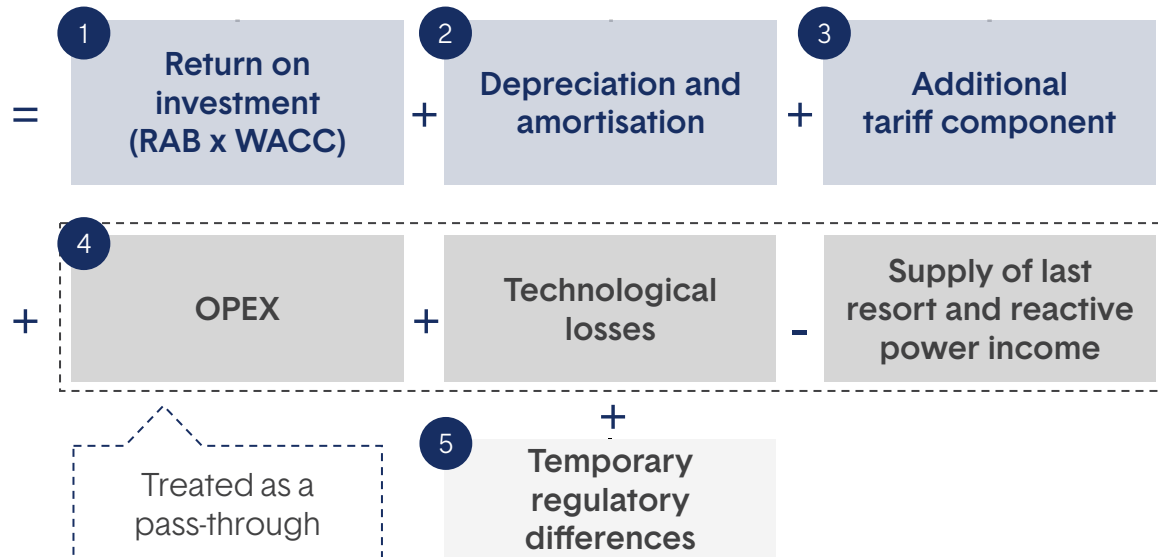 1
Return on
investment
(RAB x WACC)
2
Depreciation and
amortisation
3
Additional
tariff component
=
+
+
4
OPEX
Technological
losses
Supply of last
resort and reactive
power income
+
+
-
+
Treated as a
pass-through
5
Temporary
regulatory
differences